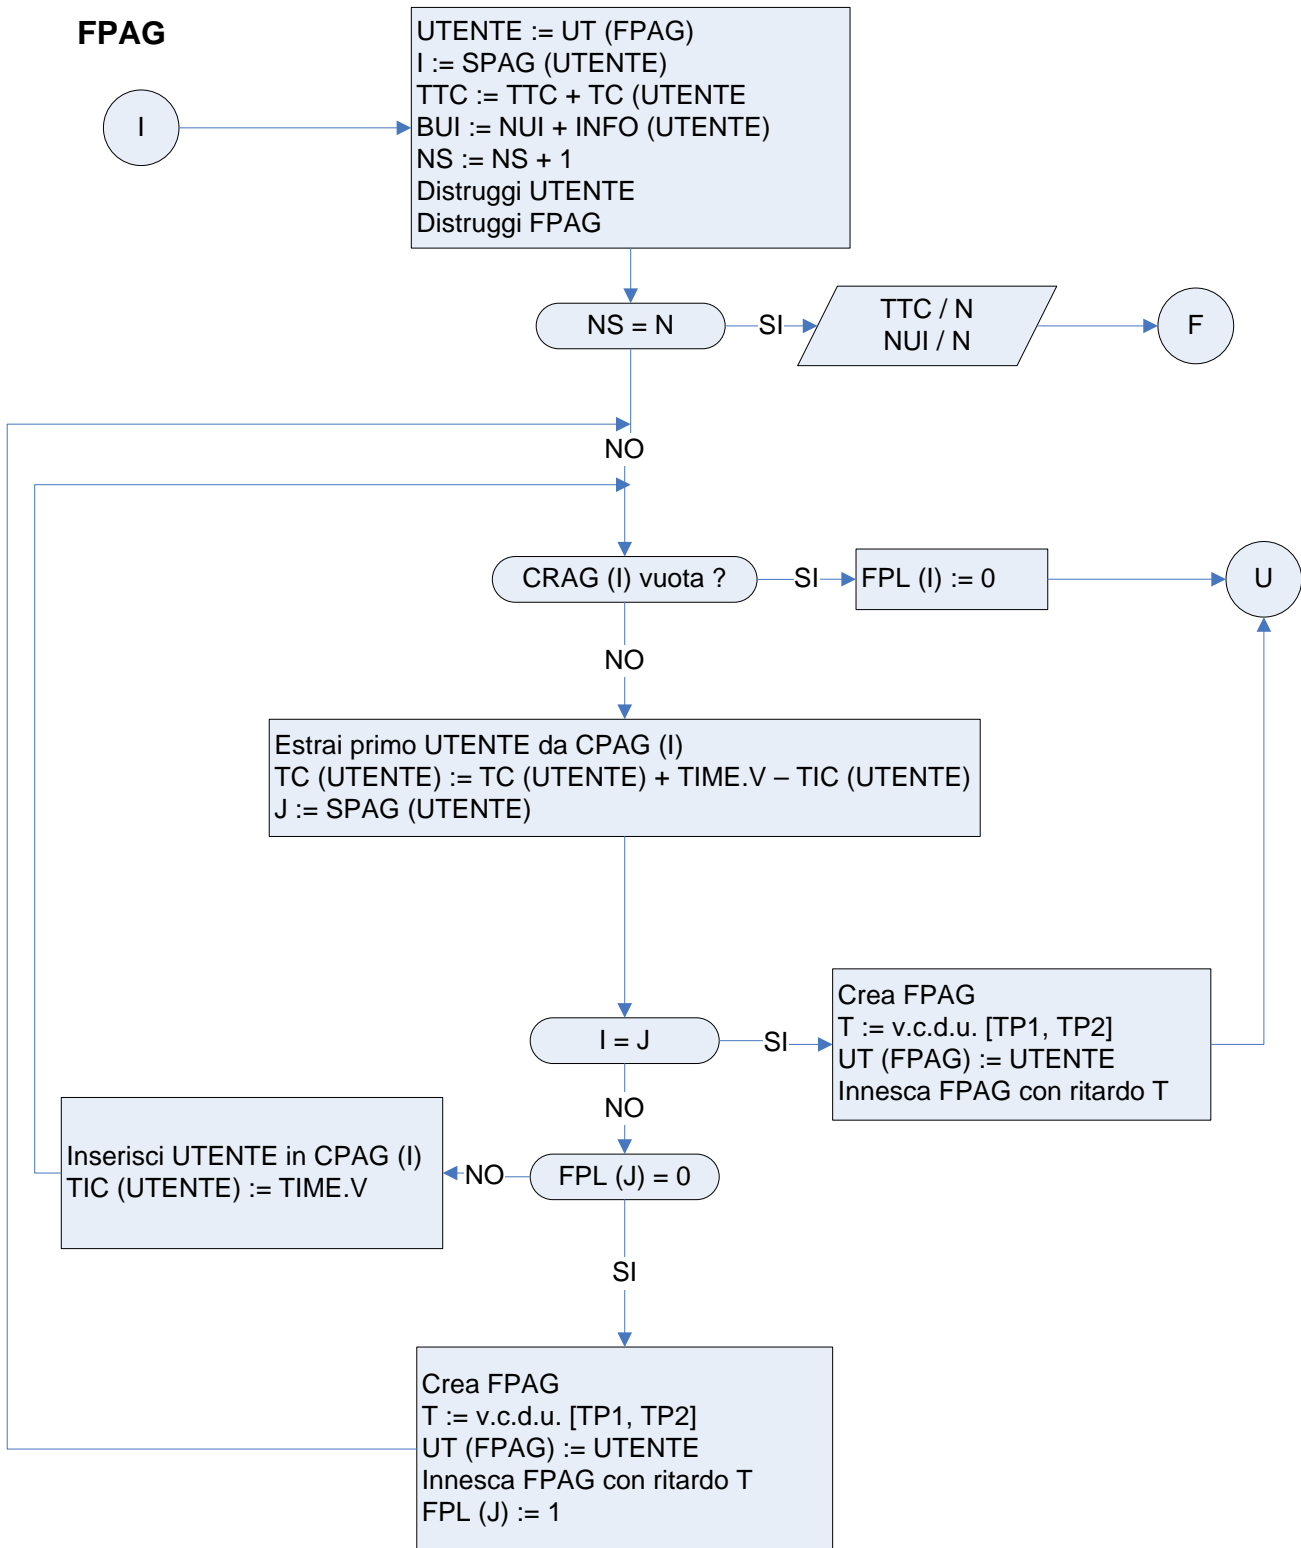 FPAG
I
UTENTE := UT (FPAG)
I := SPAG (UTENTE)
TTC := TTC + TC (UTENTE
BUI := NUI + INFO (UTENTE)
NS := NS + 1
Distruggi UTENTE
Distruggi FPAG
NS = N
SI
TTC / N
NUI / N
F
NO
CRAG (I) vuota ?
SI
FPL (I) := 0
U
NO
Estrai primo UTENTE da CPAG (I)
TC (UTENTE) := TC (UTENTE) + TIME.V – TIC (UTENTE)
J := SPAG (UTENTE)
I = J
SI
Crea FPAG
T := v.c.d.u. [TP1, TP2]
UT (FPAG) := UTENTE
Innesca FPAG con ritardo T
NO
FPL (J) = 0
NO
Inserisci UTENTE in CPAG (I)
TIC (UTENTE) := TIME.V
SI
Crea FPAG
T := v.c.d.u. [TP1, TP2]
UT (FPAG) := UTENTE
Innesca FPAG con ritardo T
FPL (J) := 1